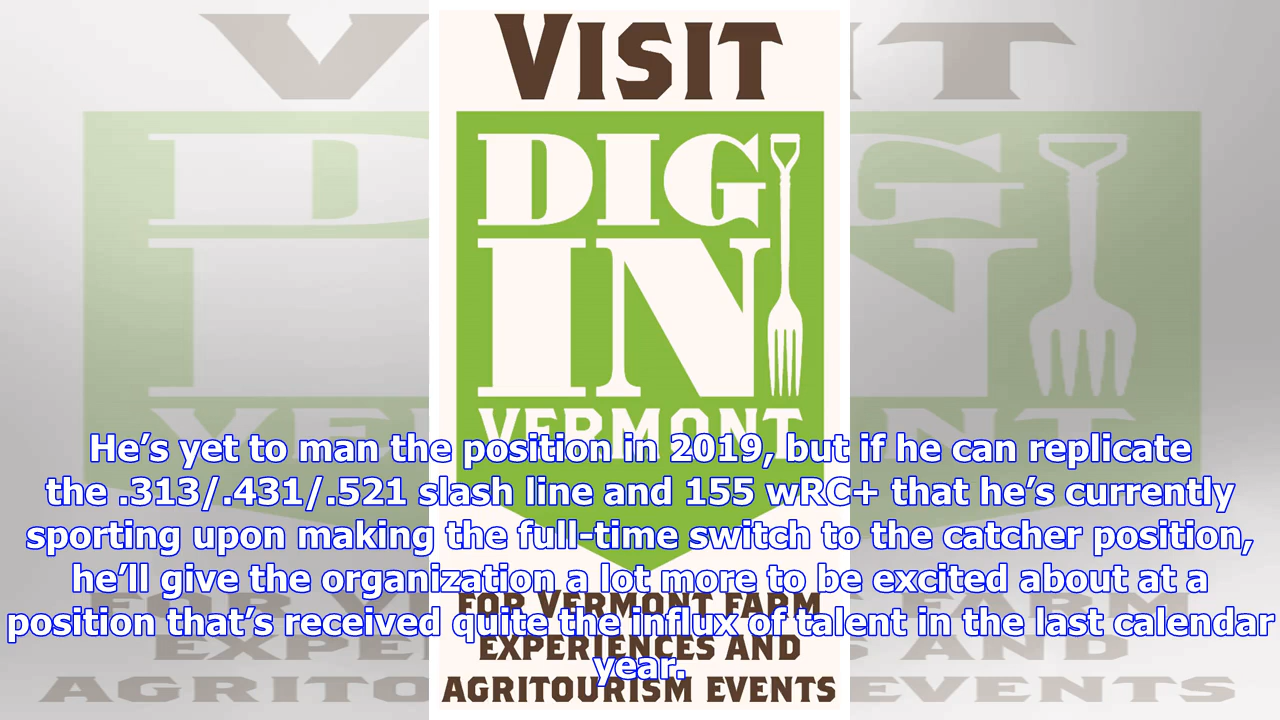 VISIT
DIG
IN
VERMONT
He’s yet to man the position in 2019, but if he can replicate
the .313/.431/.521 slash line and 155 wRC+ that he’s currently
sporting upon making the full-time switch to the catcher position,
he’ll give the organization a lot more to be excited about at a
position that’s received quite the influx of talent in the last calendar
year.
FOR VERMONT FARM
EXPERIENCES AND
AGRITOURISM EVENTS